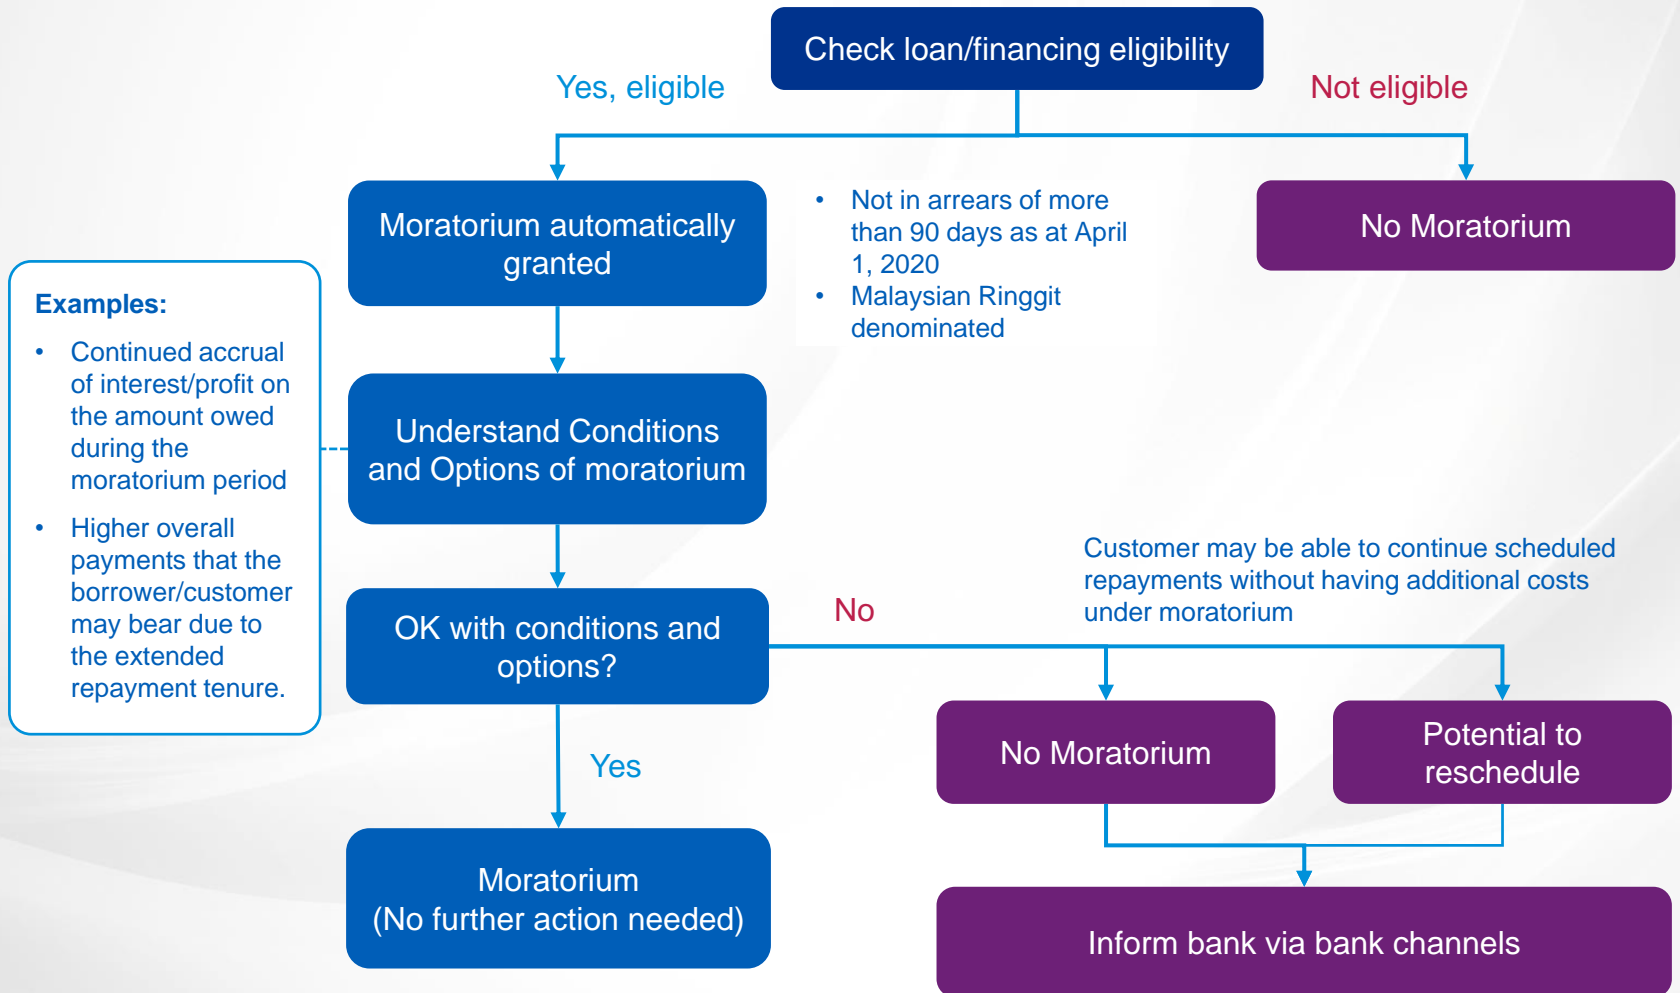 Check loan/financing eligibility
Yes, eligible
Not eligible
Moratorium automatically
granted
• Not in arrears of more
than 90 days as at April
1, 2020
• Malaysian Ringgit
denominated
No Moratorium
Examples:
• Continued accrual
of interest/profit on
the amount owed
during the
moratorium period
• Higher overall
payments that the
borrower/customer
may bear due to
the extended
repayment tenure.
Understand Conditions
and Options of moratorium
OK with conditions and
options?
No
Customer may be able to continue scheduled
repayments without having additional costs
under moratorium
No Moratorium
Potential to
reschedule
Yes
Moratorium
(No further action needed)
Inform bank via bank channels